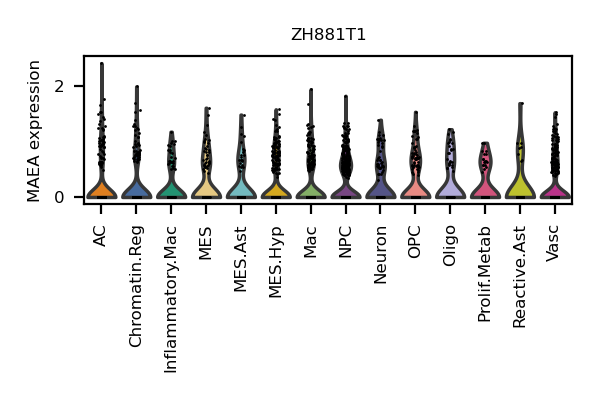 ZH881T1
MAEA expression
2
0
AC
Chromatin.Reg
Inflammatory.Mac
MES
MES.Ast
MES.Hyp
Mac
NPC
Neuron
OPC
Oligo
Prolif.Metab
Reactive.Ast
Vasc